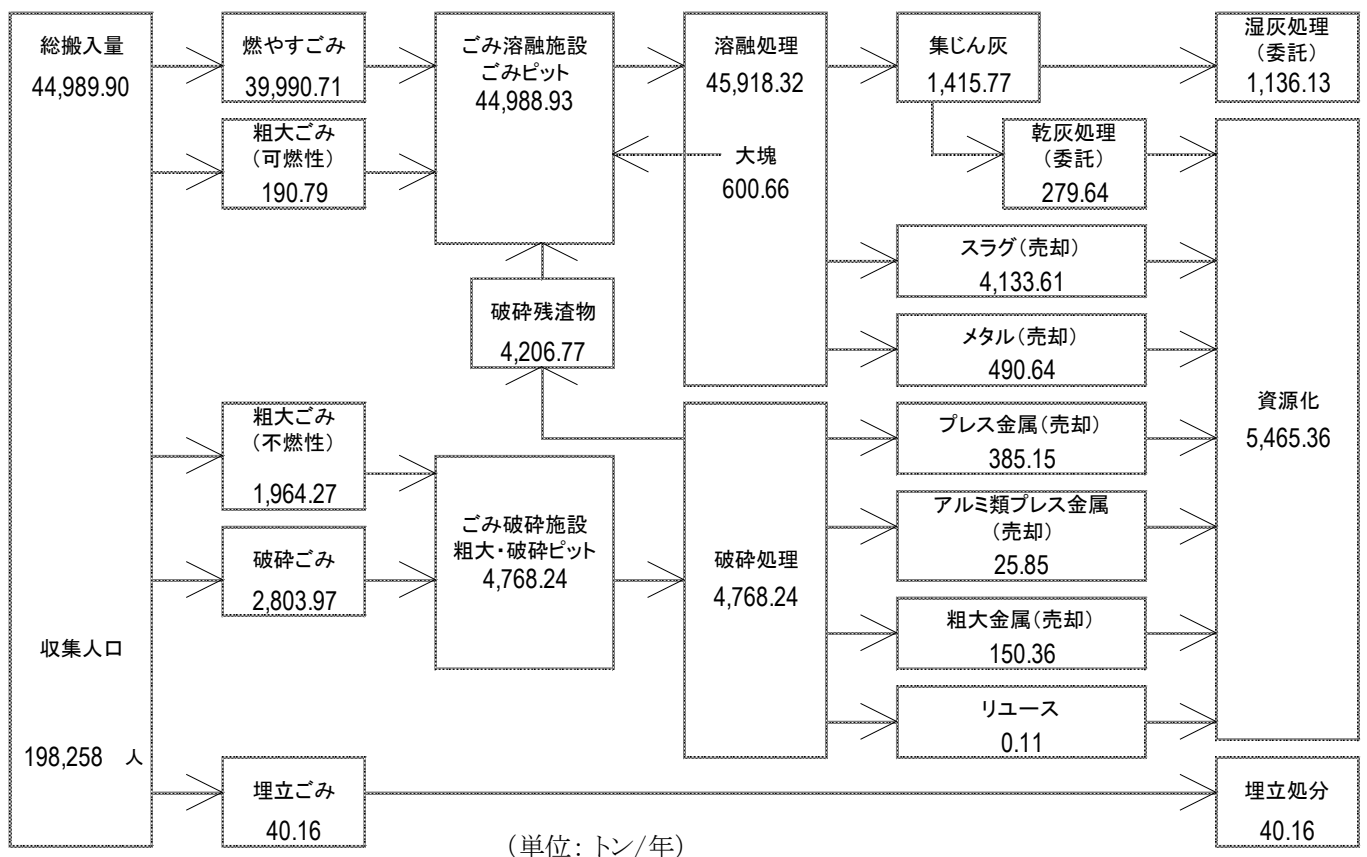 総搬入量
44,989.90
収集人口
198,258 人
燃やすごみ
39,990.71
粗大ごみ
（可燃性）
190.79
粗大ごみ
（不燃性）
1,964.27
破砕ごみ
2,803.97
埋立ごみ
40.16
ごみ溶融施設
ごみピット
44,988.93
破砕残渣物
4,206.77
ごみ破砕施設
粗大・破砕ピット
4,768.24
溶融処理
45,918.32
大塊
600.66
破砕処理
4,768.24
集じん灰
1,415.77
乾灰処理
（委託）
279.64
スラグ（売却）
4,133.61
メタル（売却）
490.64
プレス金属（売却）
385.15
アルミ類プレス金属
（売却）
25.85
粗大金属（売却）
150.36
リユース
0.11
湿灰処理
（委託）
1,136.13
資源化
5,465.36
埋立処分
40.16
（単位：トン/年）